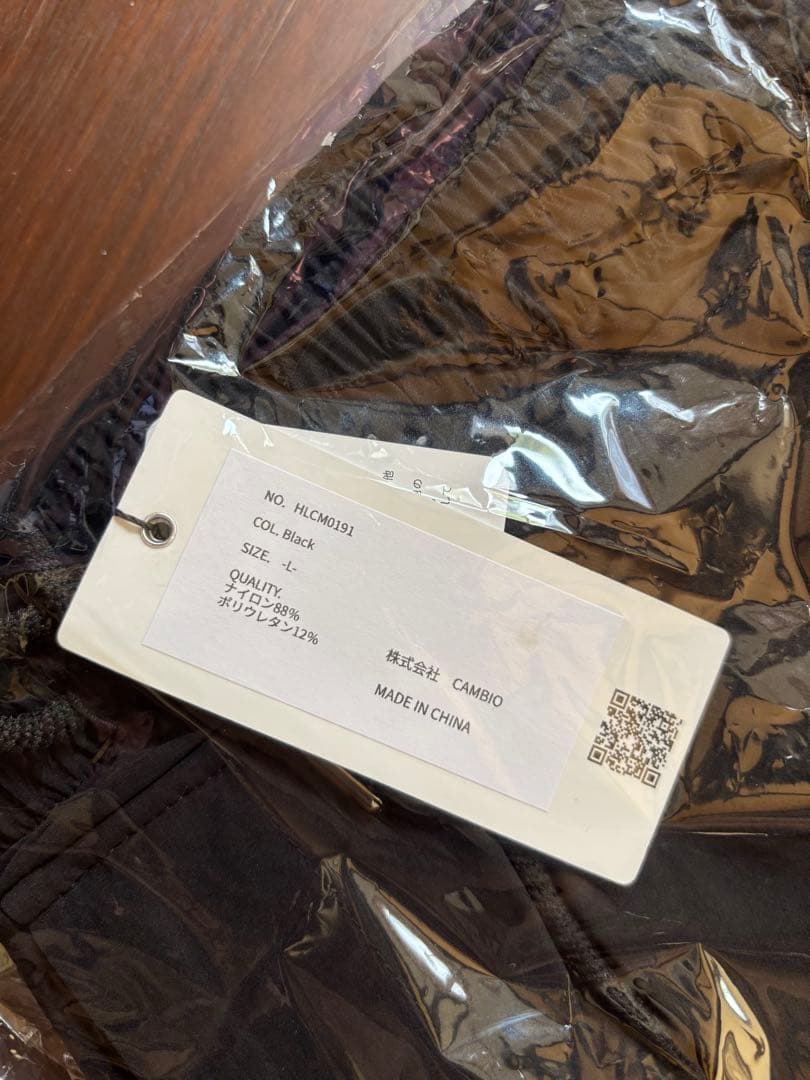 NO. HLCM0191
COL. Black
SIZE. -L-
QUALITY.
ナイロン88%
ポリウレタン12%
株式会社 CAMBIO
MADE IN CHINA